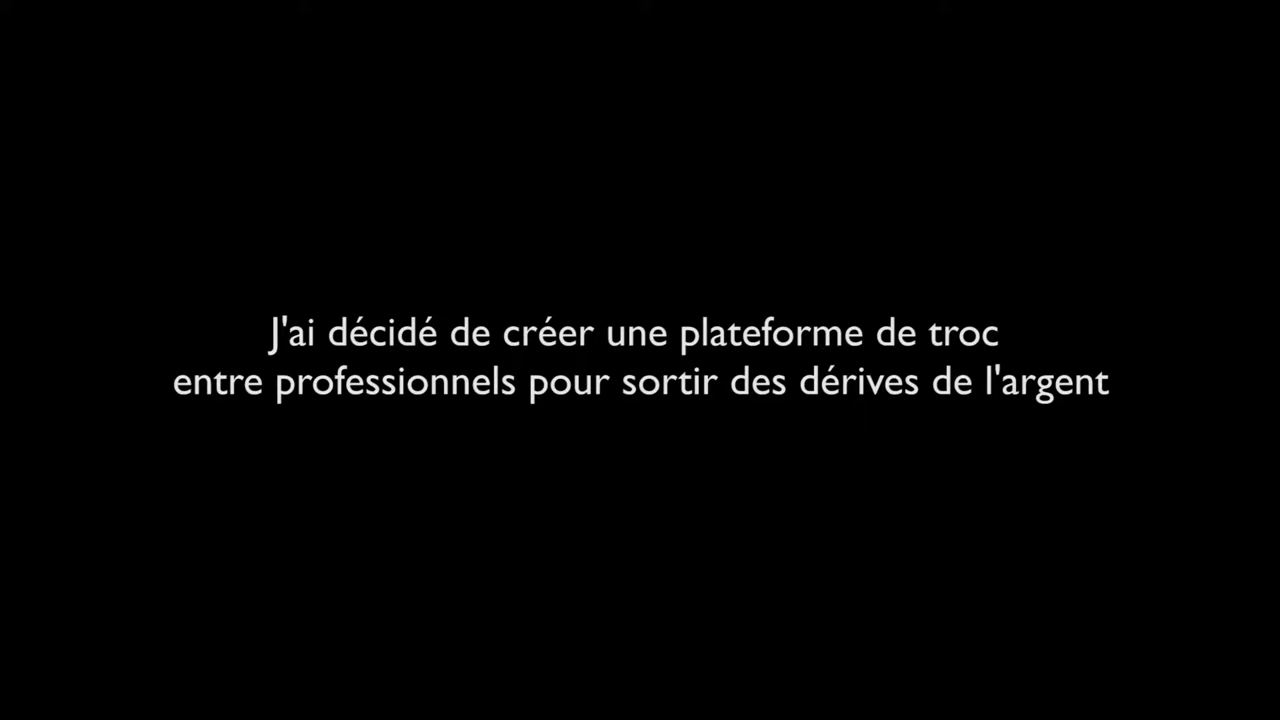 J'ai décidé de créer une plateforme de troc
entre professionnels pour sortir des dérives de l'argent